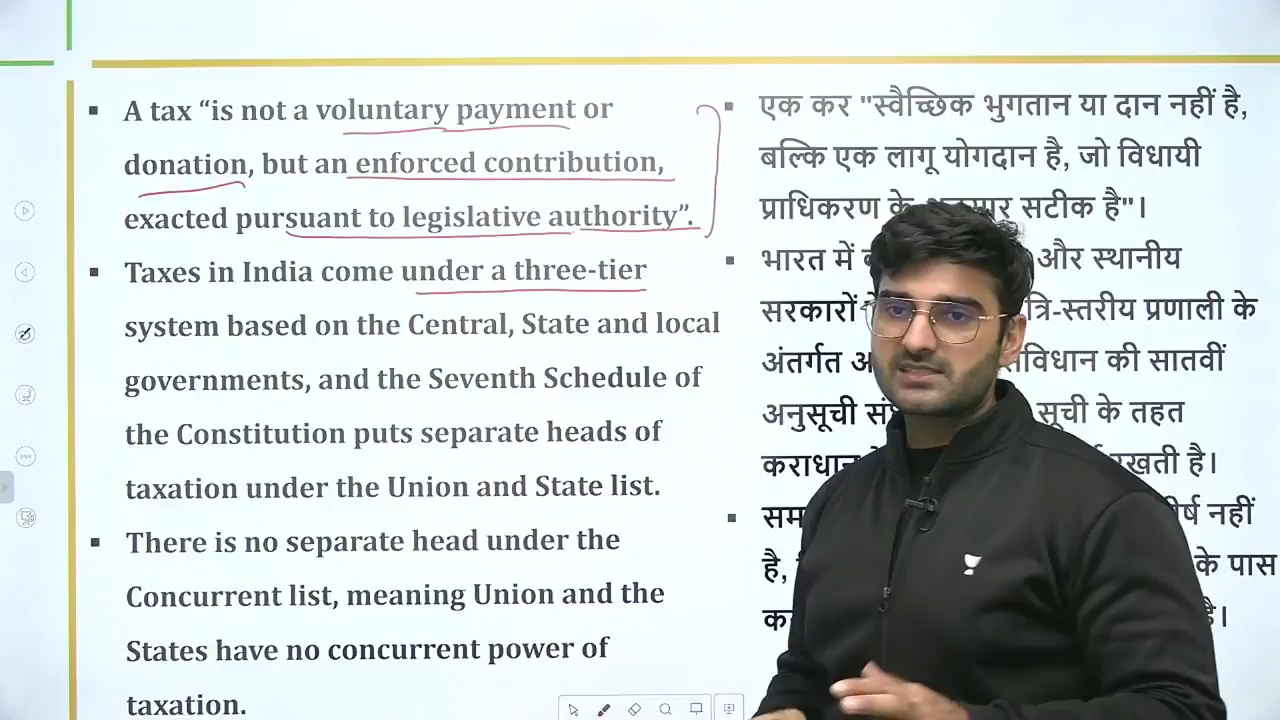 ▪ A tax “is not a voluntary payment or
donation, but an enforced contribution,
exacted pursuant to legislative authority”.
▪ Taxes in India come under a three-tier
system based on the Central, State and local
governments, and the Seventh Schedule of
the Constitution puts separate heads of
taxation under the Union and State list.
▪ There is no separate head under the
Concurrent list, meaning Union and the
States have no concurrent power of
taxation.
▪ एक कर "स्वैच्छिक भुगतान या दान नहीं है,
बल्कि एक लागू योगदान है, जो विधायी
प्राधिकरण के सटीक है"।
▪ भारत में और स्थानीय
सरकारों त्रि-स्तरीय प्रणाली के
अंतर्गत की सातवीं
अनुसूची सूची के तहत
रखती है।
▪ नहीं
है, के पास